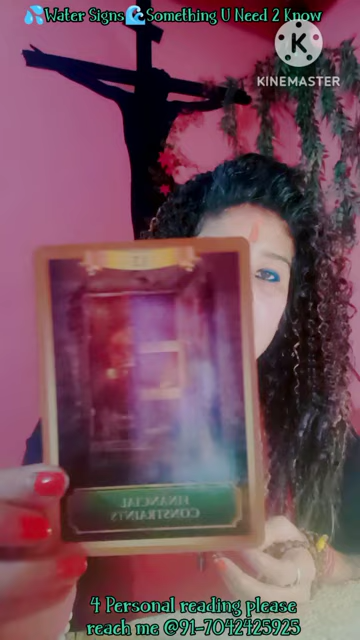 💦Water Signs🌊Something U Need 2 Know
KINEMASTER
FINANCIAL
CONSTRAINTS
4 Personal reading please
reach me @91-7042425925